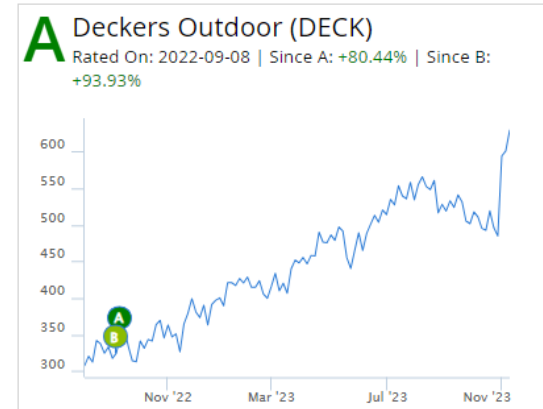 A
Deckers Outdoor (DECK)
Rated On: 2022-09-08 | Since A: +80.44% | Since B:
+93.93%
600
550
500
450
400
350
300
A
B
Nov '22
Mar '23
Jul '23
Nov '23